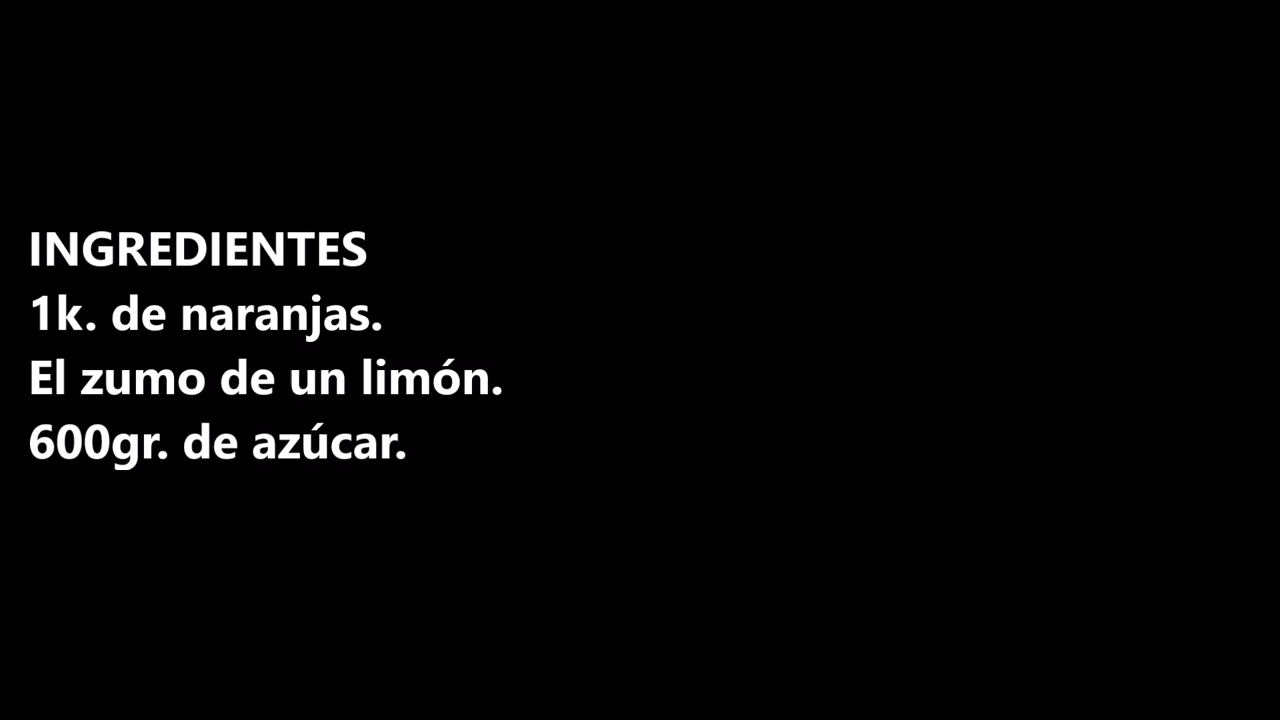 INGREDIENTES
1k. de naranjas.
El zumo de un limón.
600gr. de azúcar.